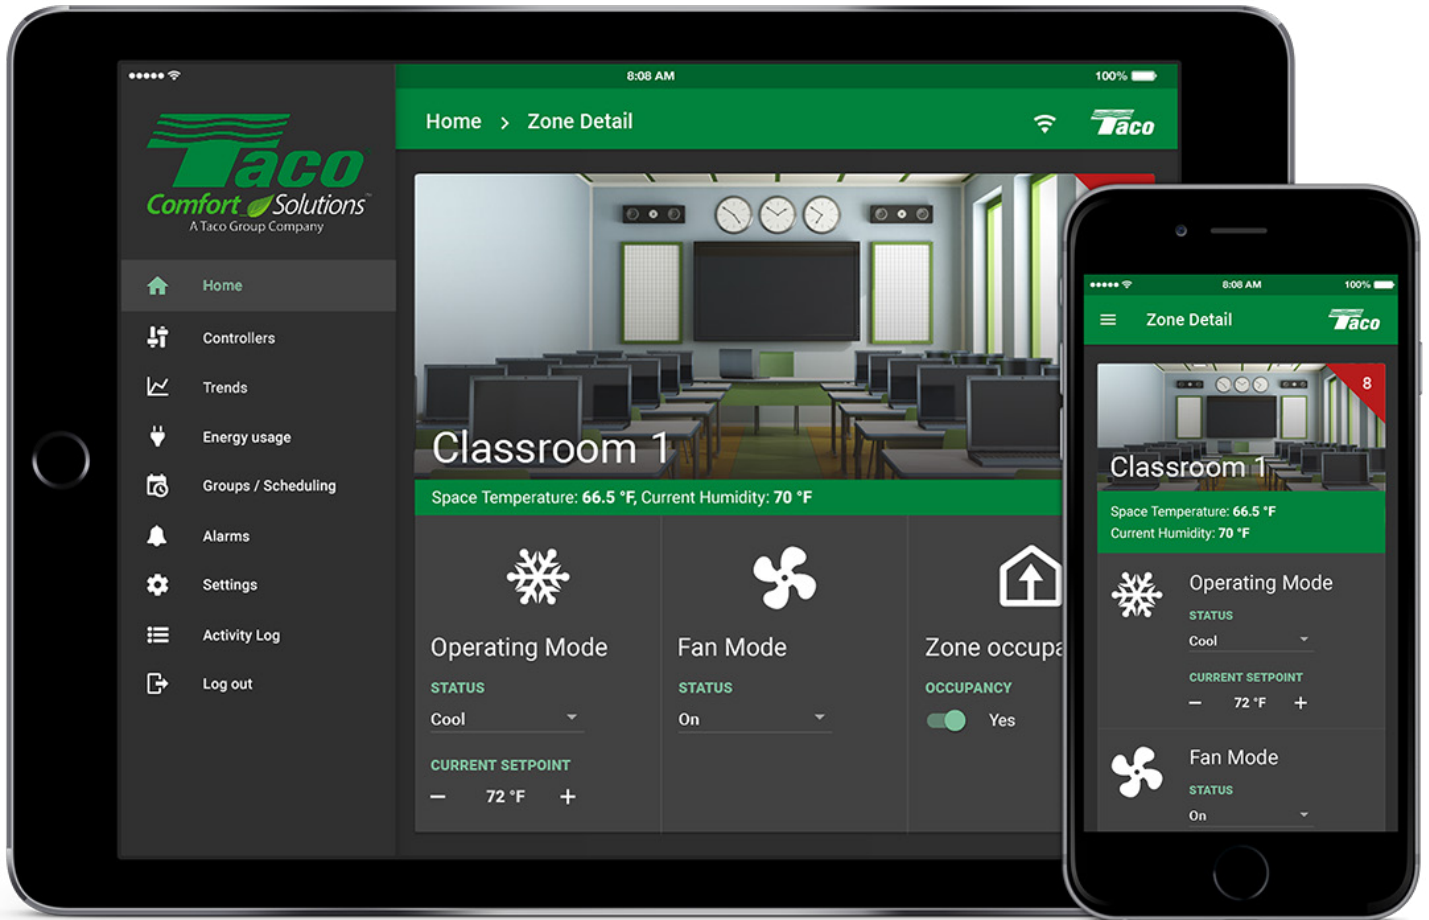 8:08 AM
100%
Taco
Comfort Solutions™
A Taco Group Company
Home > Zone Detail
Taco
Home
Controllers
Trends
Energy usage
Groups / Scheduling
Alarms
Settings
Activity Log
Log out
Classroom 1
Space Temperature: 66.5 °F, Current Humidity: 70 °F
Operating Mode
STATUS
Cool
CURRENT SETPOINT
− 72 °F +
Fan Mode
STATUS
On
Zone occupa
OCCUPANCY
Yes
8:08 AM
100%
Zone Detail
Taco
8
Classroom 1
Space Temperature: 66.5 °F
Current Humidity: 70 °F
Operating Mode
STATUS
Cool
CURRENT SETPOINT
− 72 °F +
Fan Mode
STATUS
On